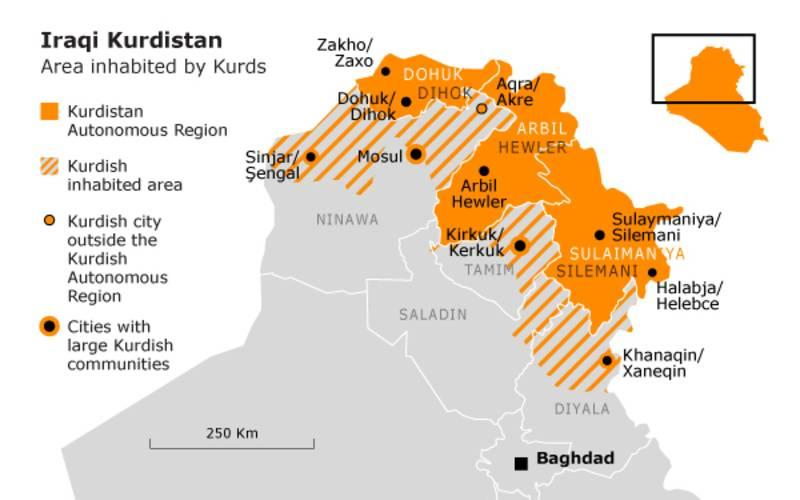 Iraqi Kurdistan
Area inhabited by Kurds
Kurdistan
Autonomous Region
Kurdish
inhabited area
Kurdish city
outside the
Kurdish
Autonomous
Region
Cities with
large Kurdish
communities
Zakho/
Zaxo
DOHUK
DIHOK
Dohuk/
Dihok
Aqra/
Akre
ARBIL
HEWLER
Sinjar/
Şengal
Mosul
Arbil
Hewler
NINAWA
Kirkuk/
Kerkuk
TAMIM
Sulaymaniya/
Silemani
SULAIMANIYA
SILEMANI
Halabja/
Helebce
SALADIN
Khanaqin/
Xaneqin
DIYALA
250 Km
Baghdad